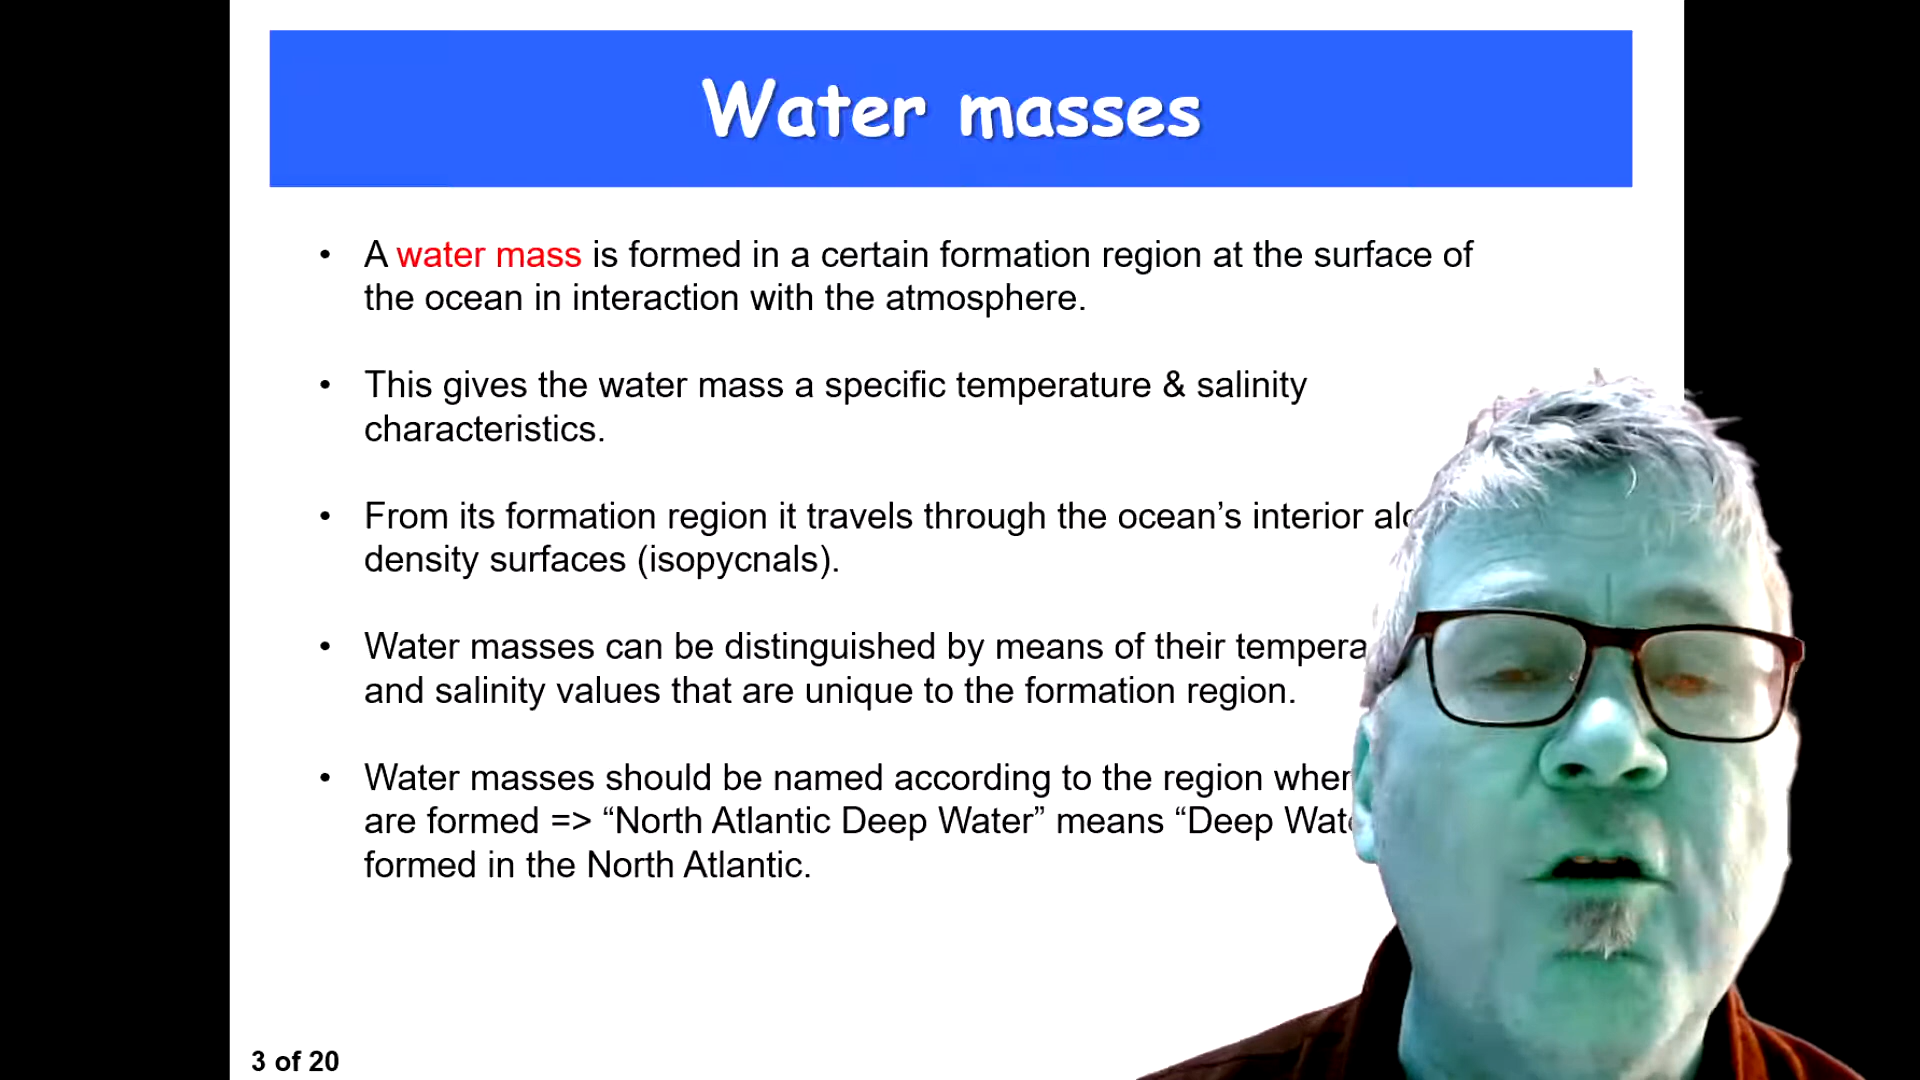 Water masses
• A water mass is formed in a certain formation region at the surface of
the ocean in interaction with the atmosphere.
• This gives the water mass a specific temperature & salinity
characteristics.
• From its formation region it travels through the ocean’s interior
density surfaces (isopycnals).
• Water masses can be distinguished by means of their
and salinity values that are unique to the formation region.
• Water masses should be named according to the region
are formed => “North Atlantic Deep Water” means “Deep
formed in the North Atlantic.
3 of 20